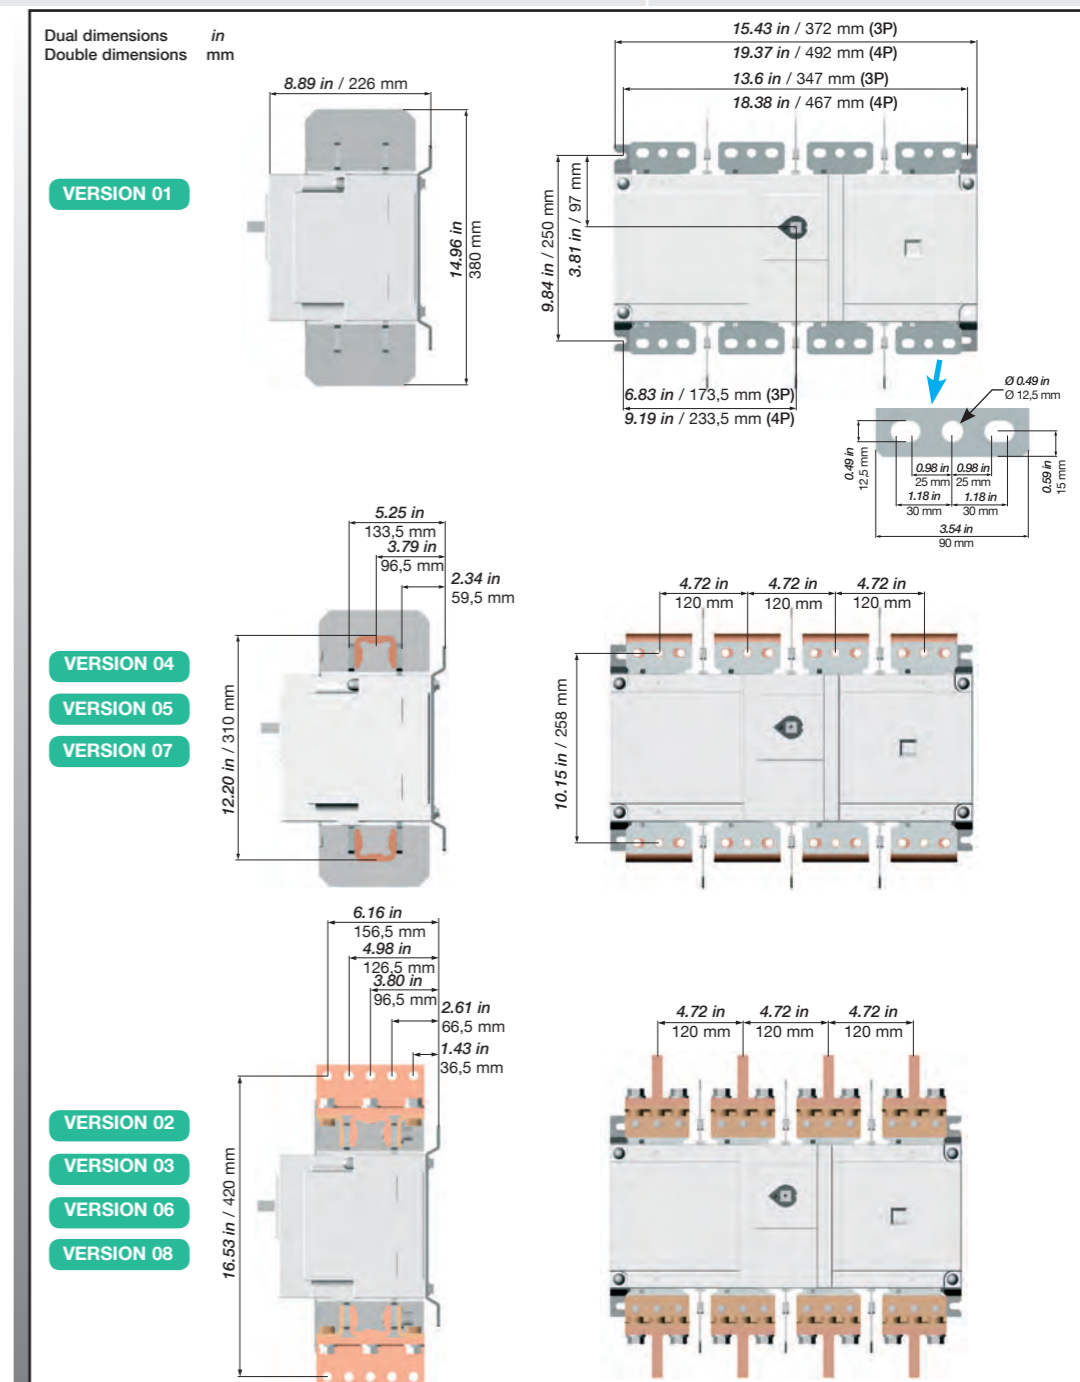 Dual dimensions in
Double dimensions mm
15.43 in / 372 mm (3P)
19.37 in / 492 mm (4P)
13.6 in / 347 mm (3P)
18.38 in / 467 mm (4P)
8.89 in / 226 mm
VERSION 01
14.96 in
380 mm
9.84 in / 250 mm
3.81 in / 97 mm
6.83 in / 173,5 mm (3P)
9.19 in / 233,5 mm (4P)
Ø 0.49 in
Ø 12,5 mm
0.49 in
12,5 mm
0.98 in 0.98 in
25 mm 25 mm
1.18 in 1.18 in
30 mm 30 mm
3.54 in
90 mm
0.59 in
15 mm
5.25 in
133,5 mm
3.79 in
96,5 mm
2.34 in
59,5 mm
4.72 in 4.72 in 4.72 in
120 mm 120 mm 120 mm
VERSION 04
VERSION 05
VERSION 07
12.20 in / 310 mm
10.15 in / 258 mm
6.16 in
156,5 mm
4.98 in
126,5 mm
3.80 in
96,5 mm
2.61 in
66,5 mm
1.43 in
36,5 mm
4.72 in 4.72 in 4.72 in
120 mm 120 mm 120 mm
VERSION 02
VERSION 03
VERSION 06
VERSION 08
16.53 in / 420 mm